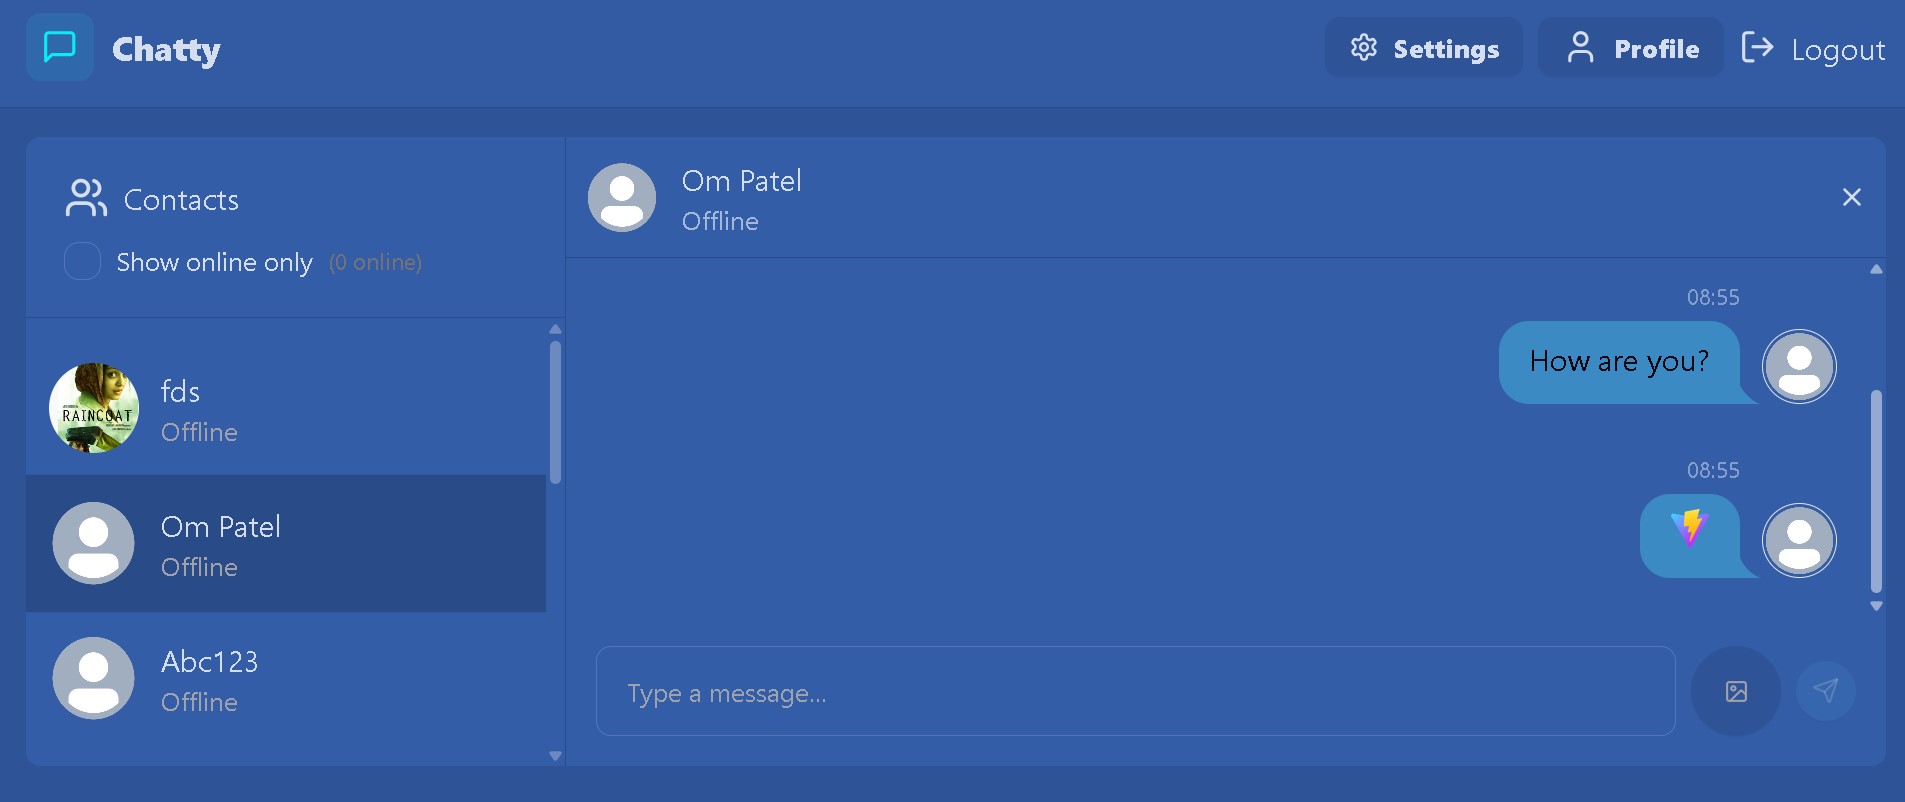 Chatty
Settings
Profile
Logout
Contacts
Show online only (0 online)
fds
Offline
RAINCOAT
Om Patel
Offline
Abc123
Offline
Om Patel
Offline
08:55
How are you?
08:55
Type a message...